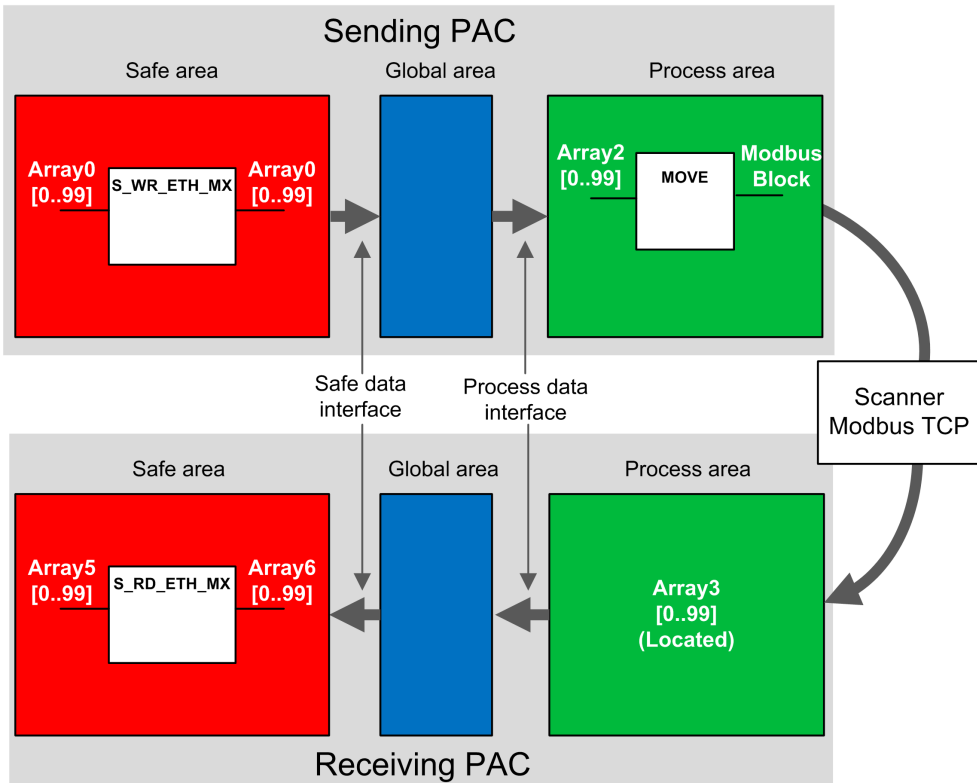 Sending PAC
Safe area
Global area
Process area
Array0
[0..99]
S_WR_ETH_MX
Array0
[0..99]
Array2
[0..99]
MOVE
Modbus
Block
Safe data
interface
Process data
interface
Scanner
Modbus TCP
Safe area
Global area
Process area
Array5
[0..99]
S_RD_ETH_MX
Array6
[0..99]
Array3
[0..99]
(Located)
Receiving PAC